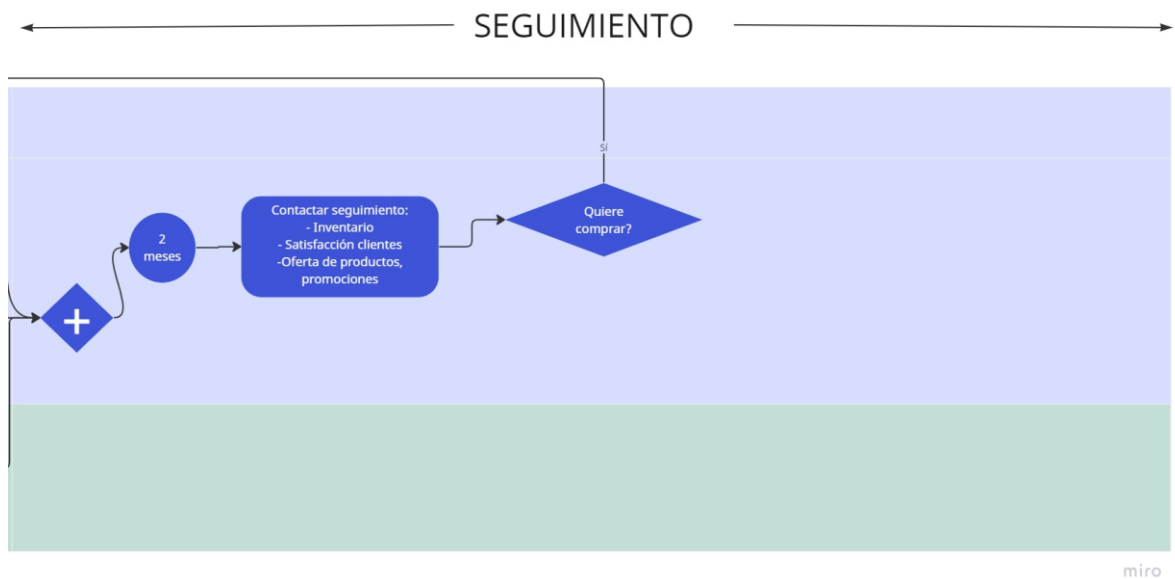 SEGUIMIENTO
Sí
2
meses
Contactar seguimiento:
- Inventario
- Satisfacción clientes
-Oferta de productos,
promociones
Quiere
comprar?
miro